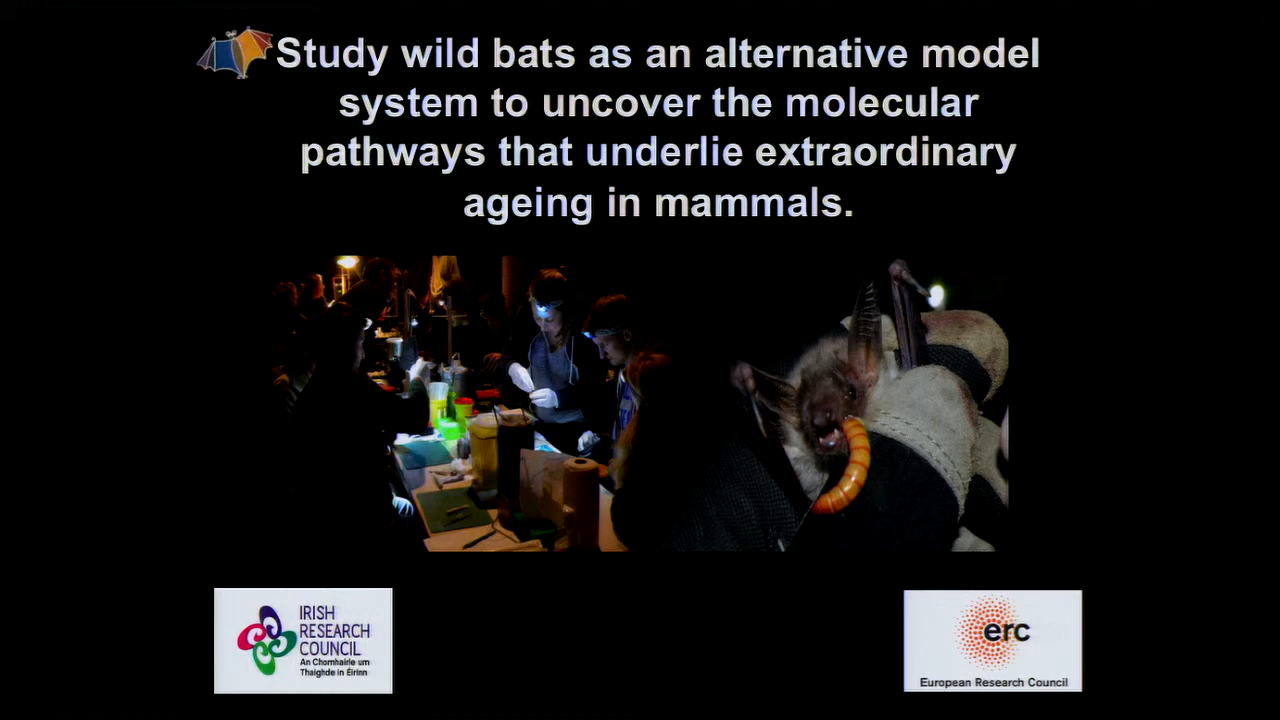 Study wild bats as an alternative model
system to uncover the molecular
pathways that underlie extraordinary
ageing in mammals.
IRISH
RESEARCH
COUNCIL
An Chomhairle um
Thaighde in Éirinn
erc
European Research Council